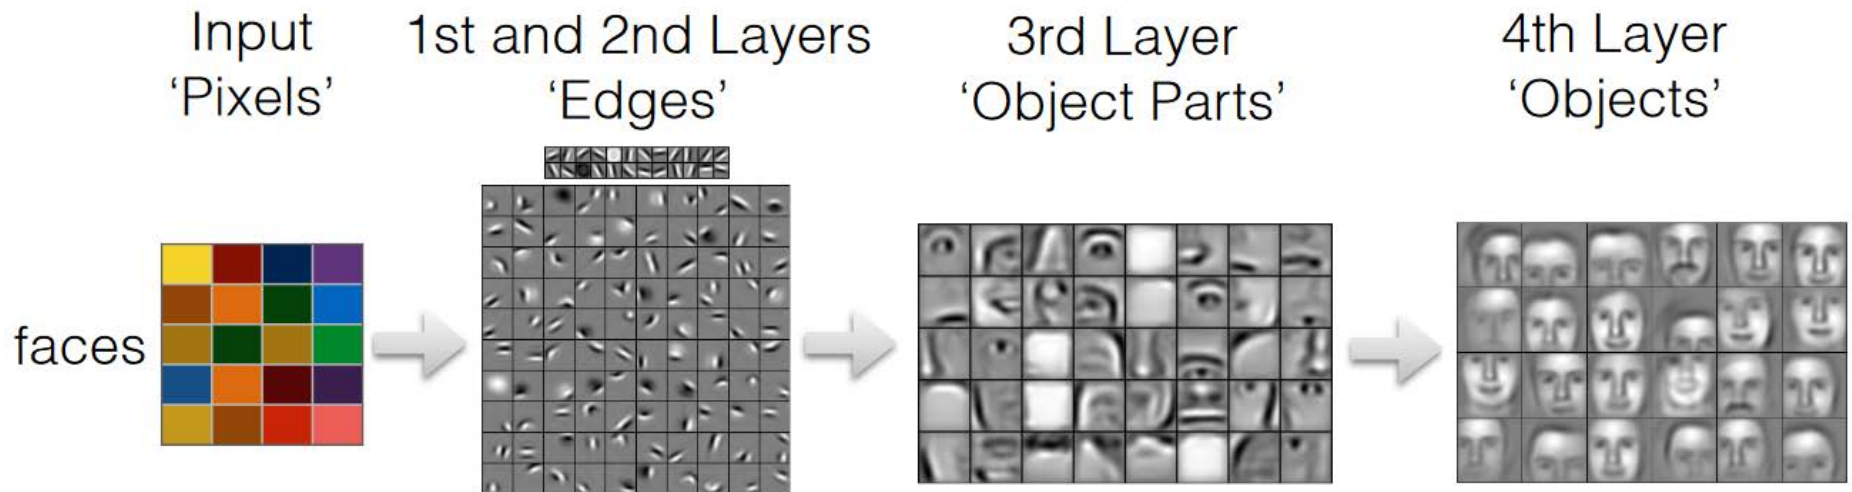 Input
‘Pixels’
1st and 2nd Layers
‘Edges’
3rd Layer
‘Object Parts’
4th Layer
‘Objects’
faces